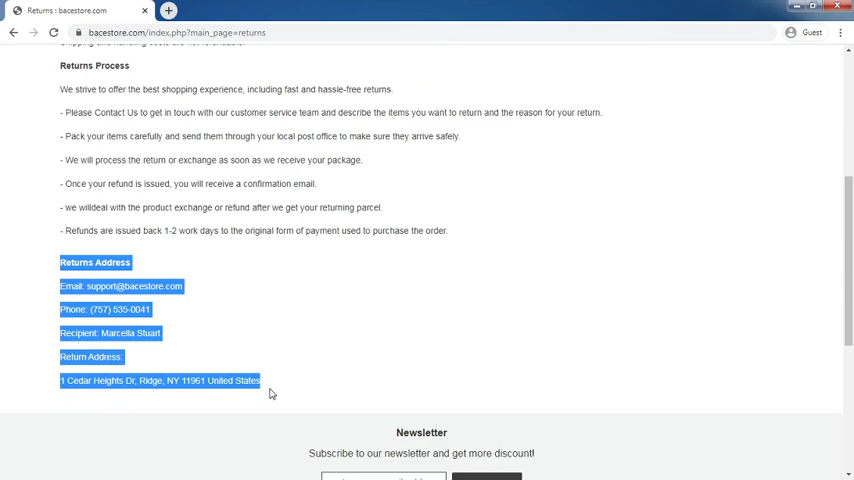 Returns : bacestore.com
bacestore.com/index.php?main_page=returns
Guest
Shipping and handling costs are not refundable.
Returns Process
We strive to offer the best shopping experience, including fast and hassle-free returns.
- Please Contact Us to get in touch with our customer service team and describe the items you want to return and the reason for your return.
- Pack your items carefully and send them through your local post office to make sure they arrive safely.
- We will process the return or exchange as soon as we receive your package.
- Once your refund is issued, you will receive a confirmation email.
- we willdeal with the product exchange or refund after we get your returning parcel.
- Refunds are issued back 1-2 work days to the original form of payment used to purchase the order.
Returns Address
Email: support@bacestore.com
Phone: (757) 535-0041
Recipient: Marcella Stuart
Return Address:
1 Cedar Heights Dr, Ridge, NY 11961 United States
Newsletter
Subscribe to our newsletter and get more discount!